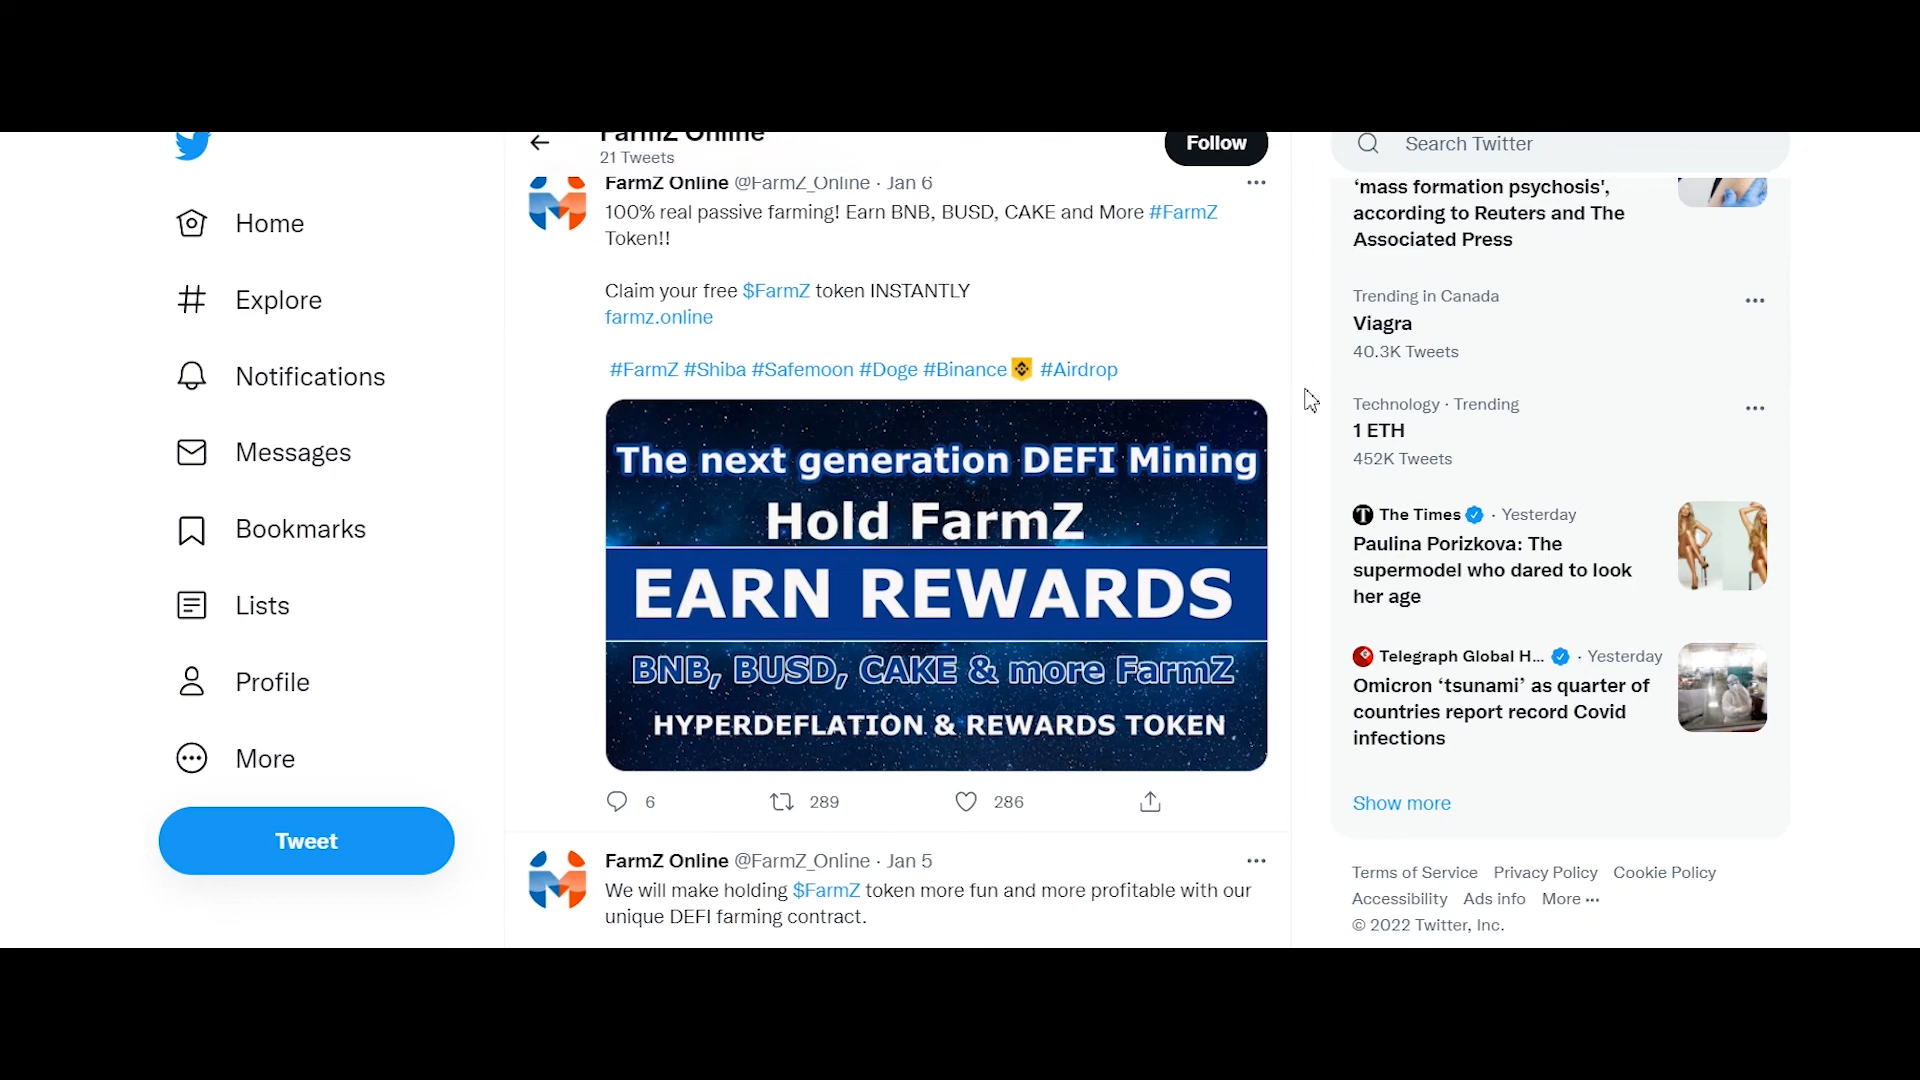 Home
Explore
Notifications
Messages
Bookmarks
Lists
Profile
More
Tweet
FarmZ Online
21 Tweets
Follow
FarmZ Online @FarmZ_Online · Jan 6
100% real passive farming! Earn BNB, BUSD, CAKE and More #FarmZ
Token!!
Claim your free $FarmZ token INSTANTLY
farmz.online
#FarmZ #Shiba #Safemoon #Doge #Binance #Airdrop
The next generation DEFI Mining
Hold FarmZ
EARN REWARDS
BNB, BUSD, CAKE & more FarmZ
HYPERDEFLATION & REWARDS TOKEN
6 289 286
FarmZ Online @FarmZ_Online · Jan 5
We will make holding $FarmZ token more fun and more profitable with our
unique DEFI farming contract.
Search Twitter
‘mass formation psychosis',
according to Reuters and The
Associated Press
Trending in Canada
Viagra
40.3K Tweets
Technology · Trending
1 ETH
452K Tweets
The Times · Yesterday
Paulina Porizkova: The
supermodel who dared to look
her age
Telegraph Global H... · Yesterday
Omicron ‘tsunami’ as quarter of
countries report record Covid
infections
Show more
Terms of Service Privacy Policy Cookie Policy
Accessibility Ads info More ···
© 2022 Twitter, Inc.